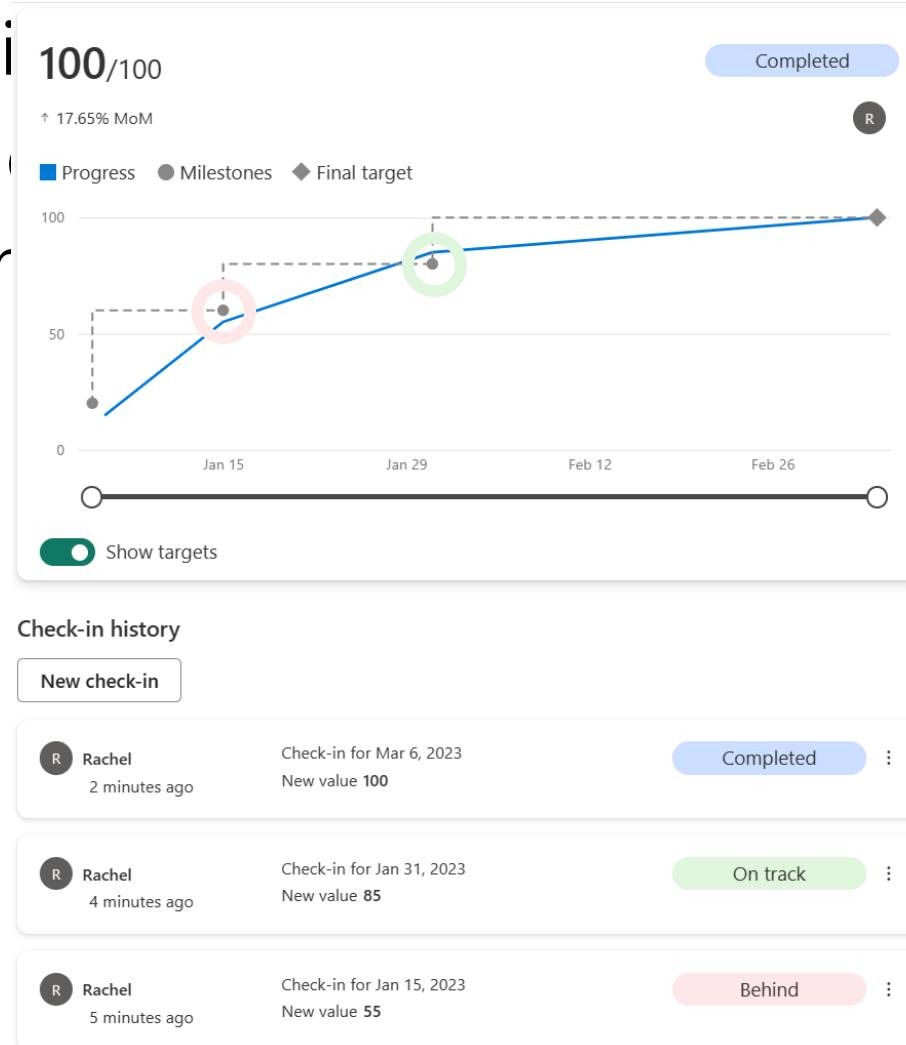 100/100
Completed
↑ 17.65% MoM
R
Progress Milestones Final target
100
50
0
Jan 15 Jan 29 Feb 12 Feb 26
Show targets
Check-in history
New check-in
R Rachel
2 minutes ago
Check-in for Mar 6, 2023
New value 100
Completed
R Rachel
4 minutes ago
Check-in for Jan 31, 2023
New value 85
On track
R Rachel
5 minutes ago
Check-in for Jan 15, 2023
New value 55
Behind